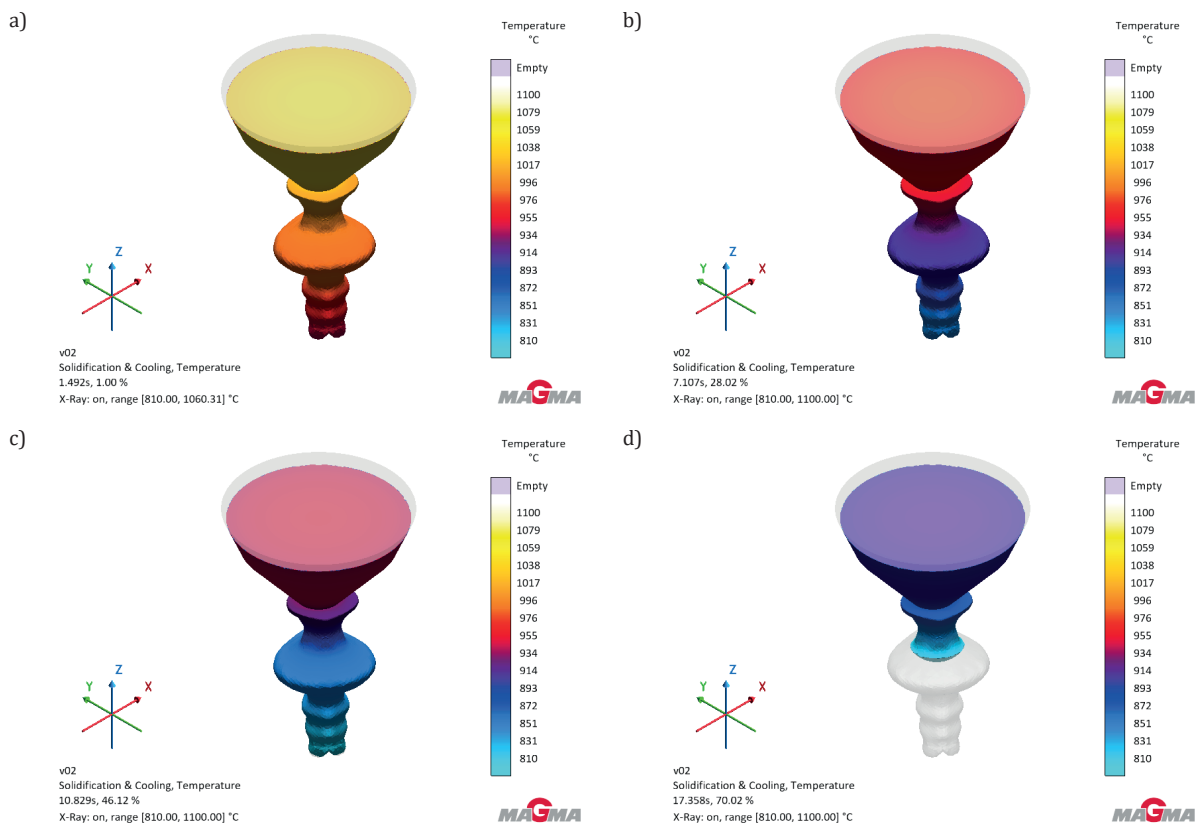 a)
Temperature
°C
Empty
1100
1079
1059
1038
1017
996
976
955
934
914
893
872
851
831
810
Y
Z
X
v02
Solidification & Cooling, Temperature
1.492s, 1.00 %
X-Ray: on, range [810.00, 1060.31] °C
MAGMA
b)
Temperature
°C
Empty
1100
1079
1059
1038
1017
996
976
955
934
914
893
872
851
831
810
Y
Z
X
v02
Solidification & Cooling, Temperature
7.107s, 28.02 %
X-Ray: on, range [810.00, 1100.00] °C
MAGMA
c)
Temperature
°C
Empty
1100
1079
1059
1038
1017
996
976
955
934
914
893
872
851
831
810
Y
Z
X
v02
Solidification & Cooling, Temperature
10.829s, 46.12 %
X-Ray: on, range [810.00, 1100.00] °C
MAGMA
d)
Temperature
°C
Empty
1100
1079
1059
1038
1017
996
976
955
934
914
893
872
851
831
810
Y
Z
X
v02
Solidification & Cooling, Temperature
17.358s, 70.02 %
X-Ray: on, range [810.00, 1100.00] °C
MAGMA